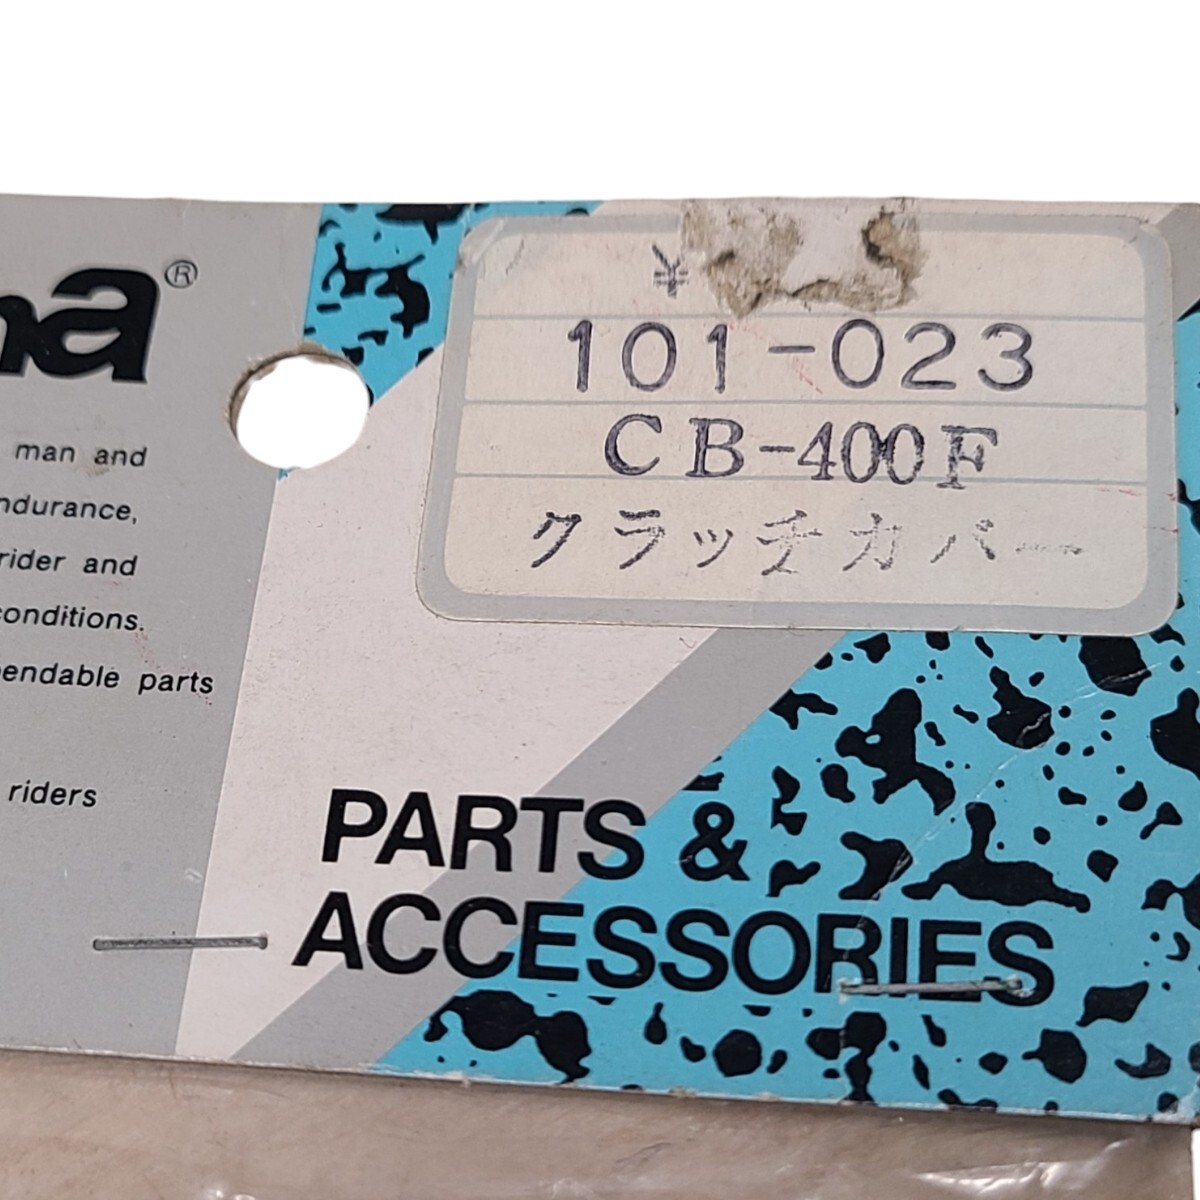 na®
man and
ndurance,
rider and
conditions.
pendable parts
riders
¥
101-023
CB-400F
クラッチカバー
PARTS &
ACCESSORIES